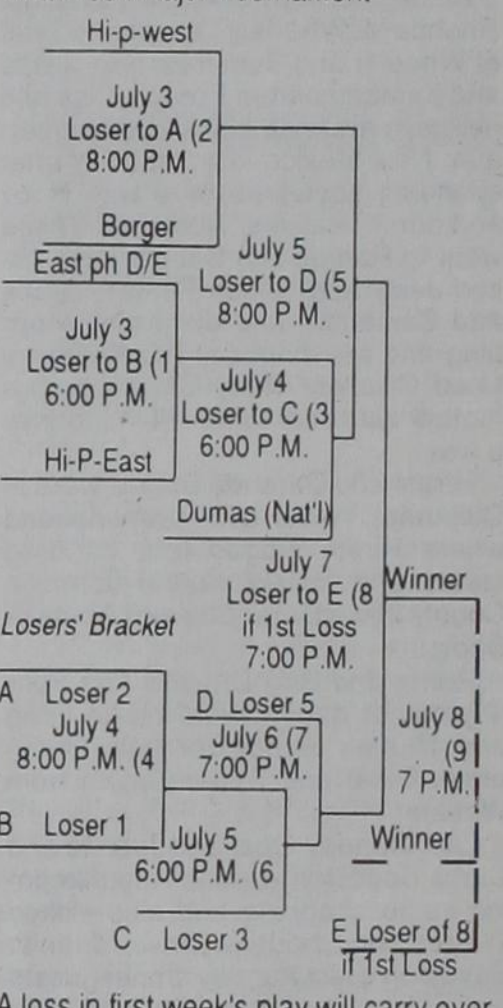 Hi-p-west
July 3
Loser to A (2
8:00 P.M.
Borger
East ph D/E
July 5
Loser to D (5
8:00 P.M.
July 3
Loser to B (1
6:00 P.M.
July 4
Loser to C (3
6:00 P.M.
Hi-P-East
Dumas (Nat'l)
July 7
Loser to E (8
if 1st Loss
7:00 P.M.
Winner
Losers' Bracket
A Loser 2
July 4
8:00 P.M. (4
D Loser 5
July 6 (7
7:00 P.M.
July 8
(9
7 P.M.
B Loser 1
July 5
6:00 P.M. (6
Winner
C Loser 3
E Loser of 8
if 1st Loss
A loss in first week's play will carry over